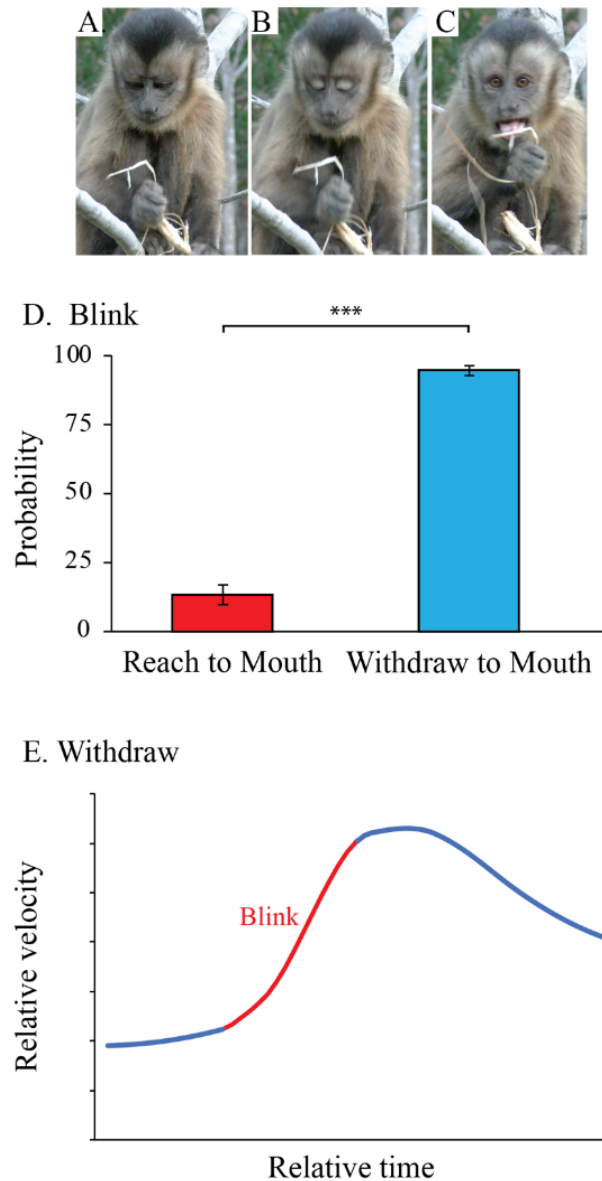 A.
B
C
D. Blink
***
100
75
50
25
0
Probability
Reach to Mouth
Withdraw to Mouth
E. Withdraw
Blink
Relative velocity
Relative time